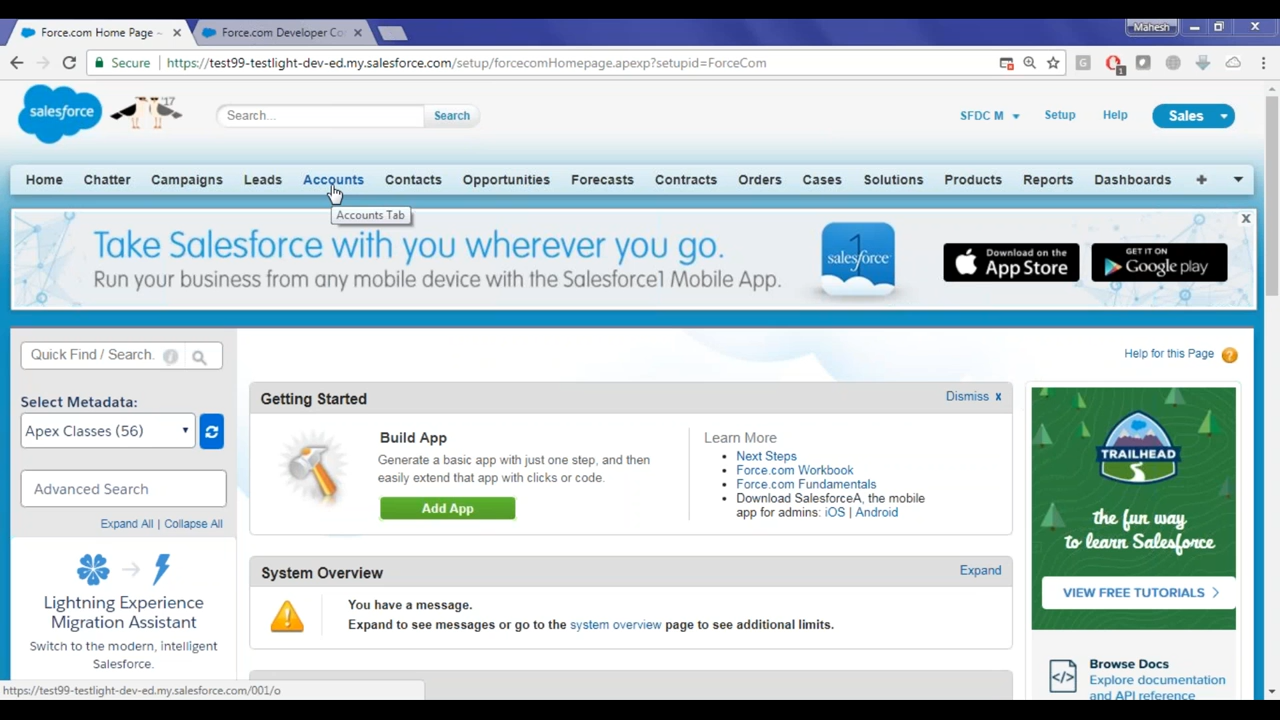 Force.com Home Page ~
Force.com Developer Co
Mahesh
Secure
https://test99-testlight-dev-ed.my.salesforce.com/setup/forcecomHomepage.apexp?setupid=ForceCom
G
1
salesforce
'17
Search...
Search
SFDC M
Setup
Help
Sales
Home
Chatter
Campaigns
Leads
Accounts
Contacts
Opportunities
Forecasts
Contracts
Orders
Cases
Solutions
Products
Reports
Dashboards
+
Accounts Tab
Take Salesforce with you wherever you go.
Run your business from any mobile device with the Salesforce1 Mobile App.
1
salesforce
Download on the
App Store
GET IT ON
Google play
x
Quick Find / Search.
i
Help for this Page ?
Select Metadata:
Apex Classes (56)
Advanced Search
Expand All | Collapse All
Lightning Experience
Migration Assistant
Switch to the modern, intelligent
Salesforce.
Getting Started
Dismiss x
Build App
Generate a basic app with just one step, and then
easily extend that app with clicks or code.
Add App
Learn More
• Next Steps
• Force.com Workbook
• Force.com Fundamentals
• Download SalesforceA, the mobile
app for admins: iOS | Android
System Overview
Expand
You have a message.
Expand to see messages or go to the system overview page to see additional limits.
TRAILHEAD
the fun way
to learn Salesforce
VIEW FREE TUTORIALS >
</>
Browse Docs
Explore documentation
and API reference
https://test99-testlight-dev-ed.my.salesforce.com/001/o